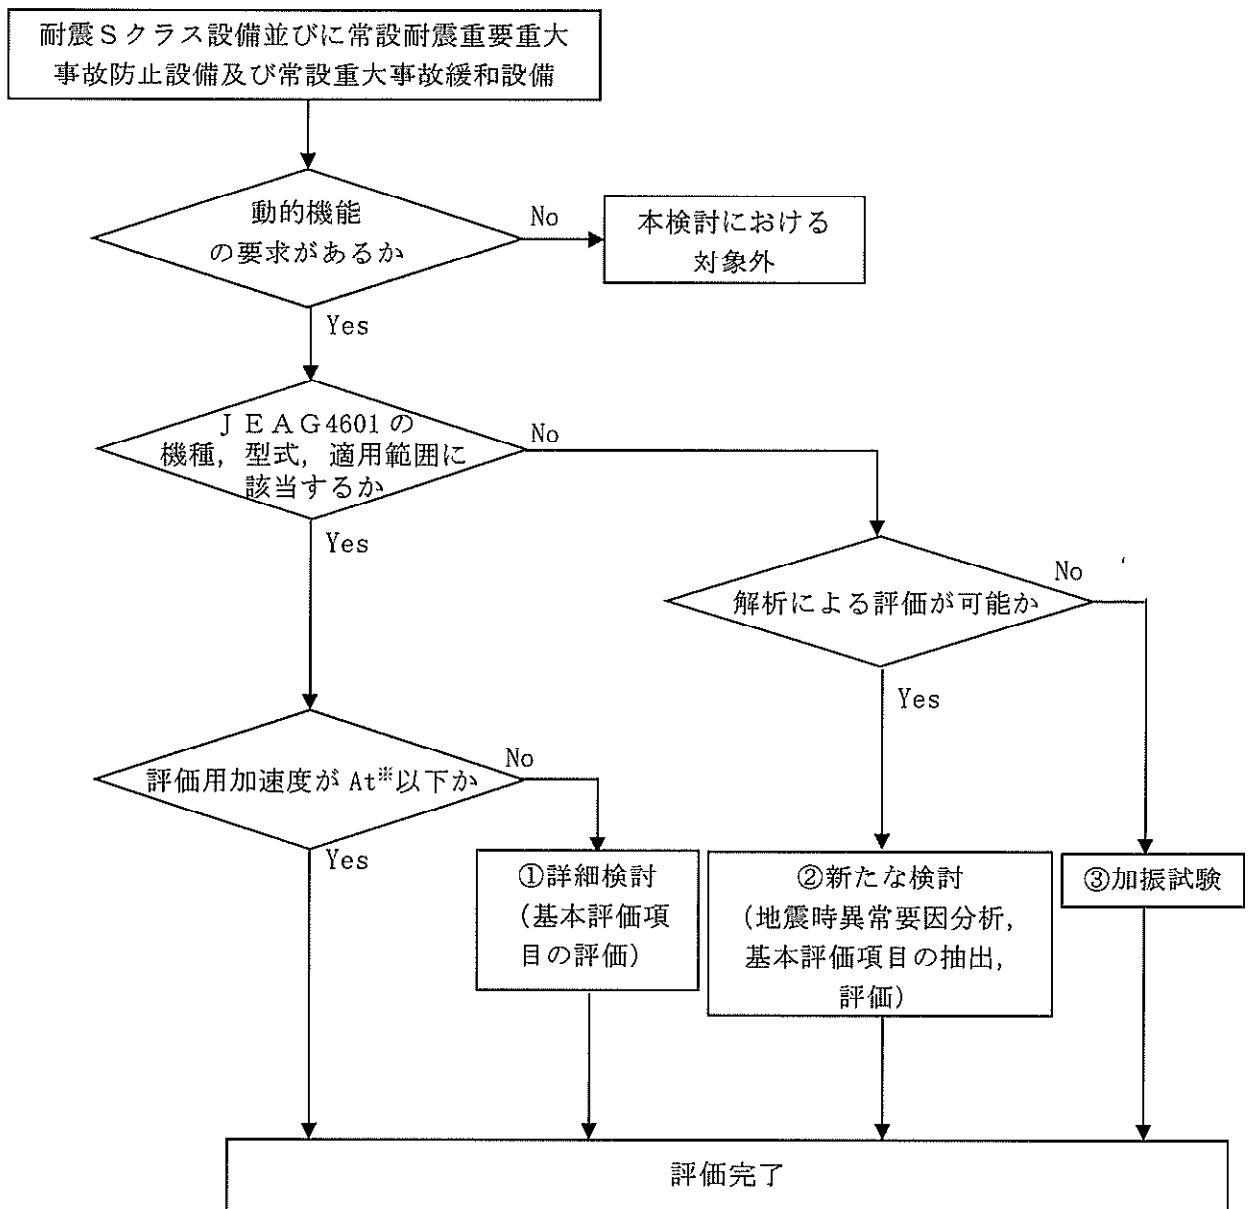 耐震Sクラス設備並びに常設耐震重要重大
事故防止設備及び常設重大事故緩和設備
動的機能
の要求があるか
No
本検討における
対象外
Yes
JEAG4601の
機種,型式,適用範囲に
該当するか
No
Yes
解析による評価が可能か
No
Yes
評価用加速度がAt※以下か
No
Yes
①詳細検討
(基本評価項
目の評価)
②新たな検討
(地震時異常要因分析,
基本評価項目の抽出,
評価)
③加振試験
評価完了